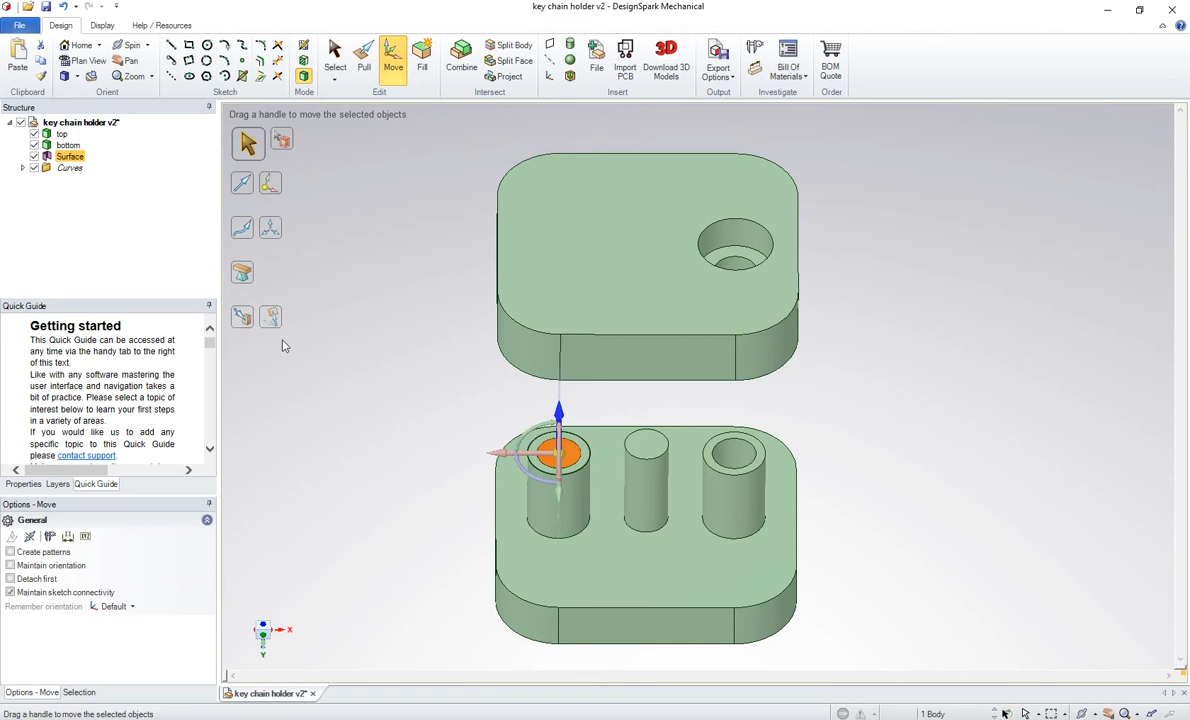 key chain holder v2* - DesignSpark Mechanical
File Design Display Help / Resources
Paste
Clipboard
Home Spin
Plan View Pan
Zoom
Orient
Sketch
Mode
Select Pull Move Fill
Edit
Combine
Split Body
Split Face
Project
Intersect
File
Import PCB
3D
Download 3D Models
Insert
Export Options
Output
Bill Of Materials
Investigate
BOM Quote
Order
Structure
key chain holder v2*
top
bottom
Surface
Curves
Drag a handle to move the selected objects
Quick Guide
Getting started
This Quick Guide can be accessed at
any time via the handy tab to the right
of this text.
Like with any software mastering the
user interface and navigation takes a
bit of practice. Please select a topic of
interest below to learn your first steps
in a variety of areas.
If you would like us to add any
specific topic to this Quick Guide
please contact support.
Properties Layers Quick Guide
Options - Move
General
Create patterns
Maintain orientation
Detach first
Maintain sketch connectivity
Remember orientation Default
X
Y
Options - Move Selection
key chain holder v2*
Drag a handle to move the selected objects
1 Body